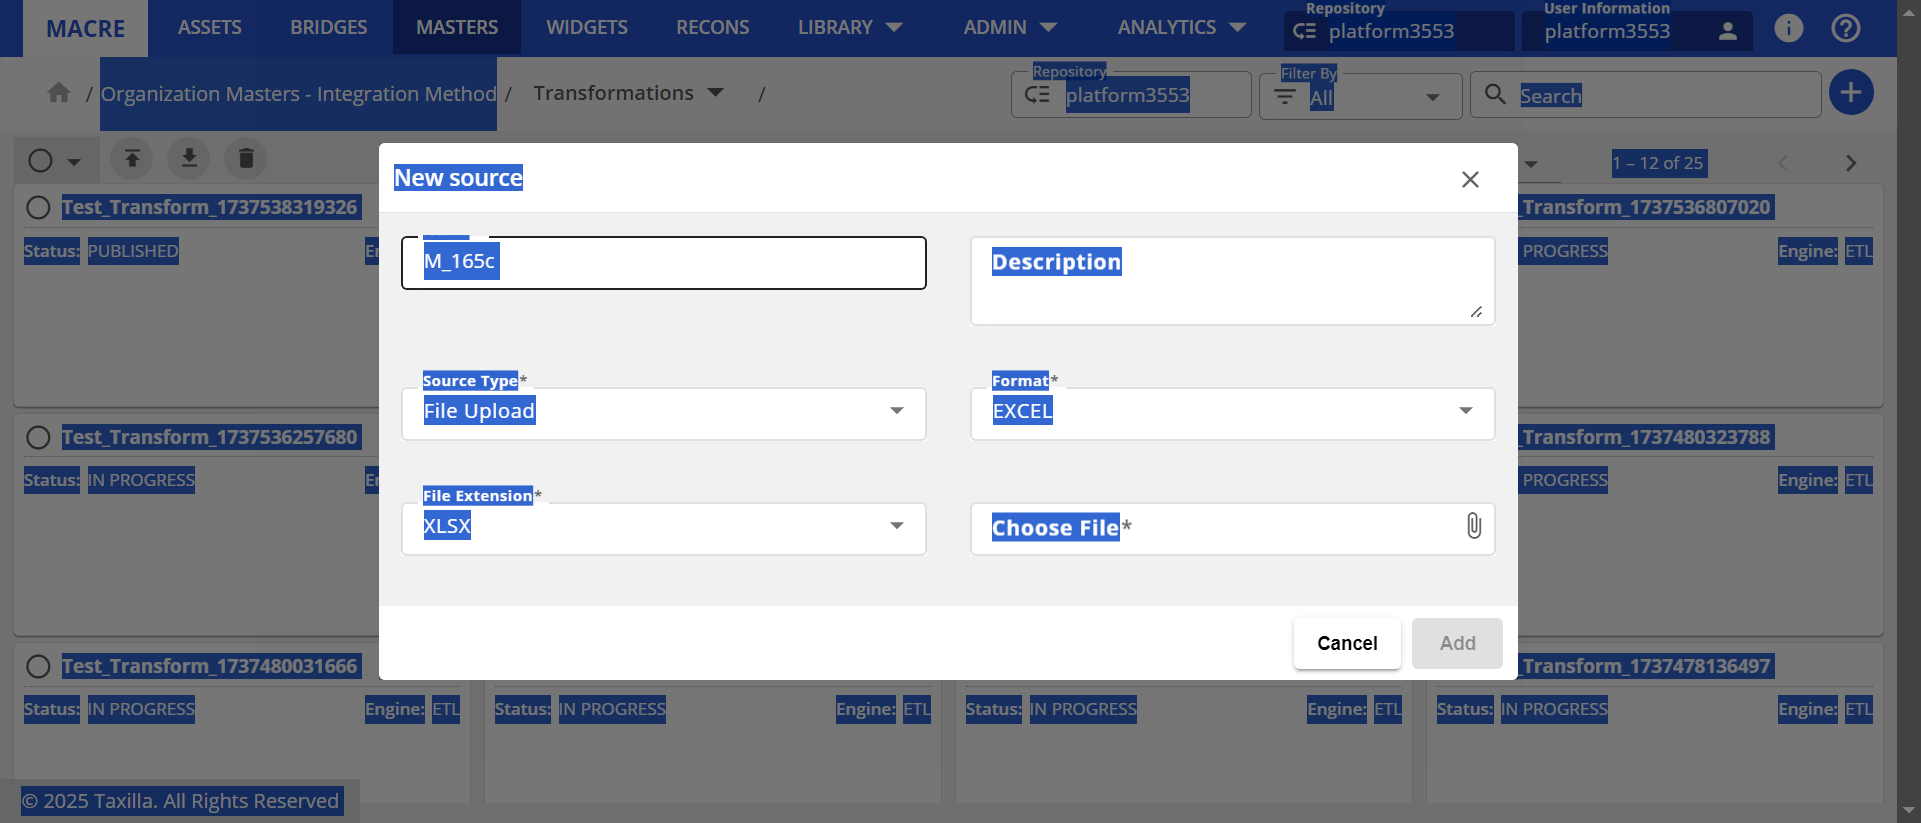 MACRE
ASSETS BRIDGES MASTERS WIDGETS RECONS LIBRARY ADMIN ANALYTICS
Repository
platform3553
User Information
platform3553
/ Organization Masters - Integration Method / Transformations /
Repository
platform3553
Filter By
All
Search
1 – 12 of 25
Test_Transform_1737538319326
Status: PUBLISHED
_Transform_1737536807020
PROGRESS Engine: ETL
Test_Transform_1737536257680
Status: IN PROGRESS
_Transform_1737480323788
PROGRESS Engine: ETL
Test_Transform_1737480031666
Status: IN PROGRESS Engine: ETL
Status: IN PROGRESS Engine: ETL
Status: IN PROGRESS Engine: ETL
_Transform_1737478136497
Status: IN PROGRESS Engine: ETL
New source
M_165c
Description
Source Type*
File Upload
Format*
EXCEL
File Extension*
XLSX
Choose File*
Cancel Add
© 2025 Taxilla. All Rights Reserved